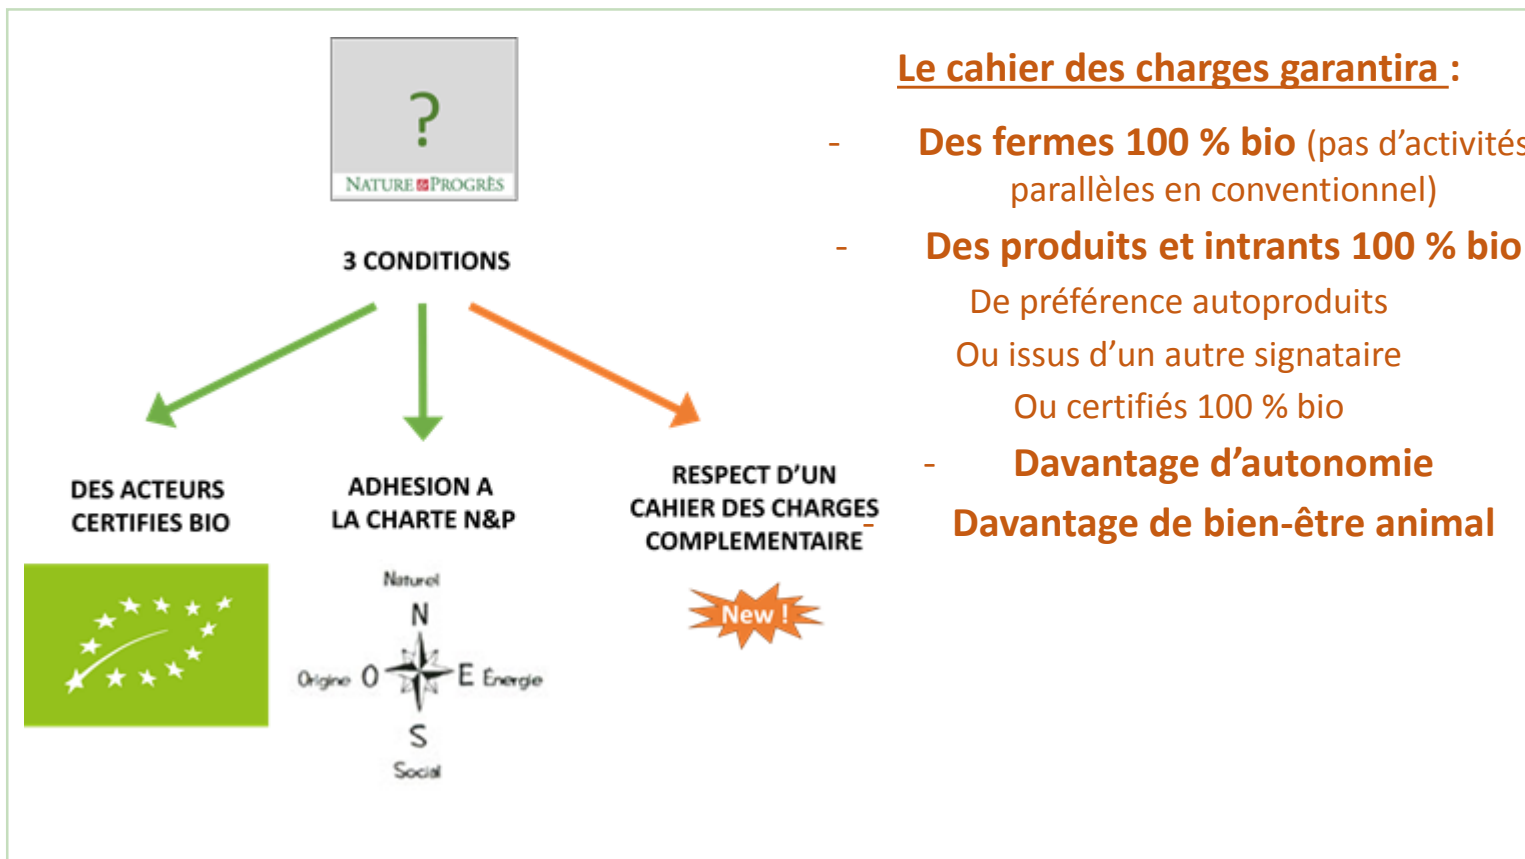 ?
NATURE & PROGRÈS
3 CONDITIONS
DES ACTEURS
CERTIFIES BIO
ADHESION A
LA CHARTE N&P
Naturel
N
Origine O E Énergie
S
Social
RESPECT D'UN
CAHIER DES CHARGES
COMPLEMENTAIRE
New !
Le cahier des charges garantira :
- Des fermes 100 % bio (pas d'activités
parallèles en conventionnel)
- Des produits et intrants 100 % bio
De préférence autoproduits
Ou issus d'un autre signataire
Ou certifiés 100 % bio
- Davantage d'autonomie
- Davantage de bien-être animal